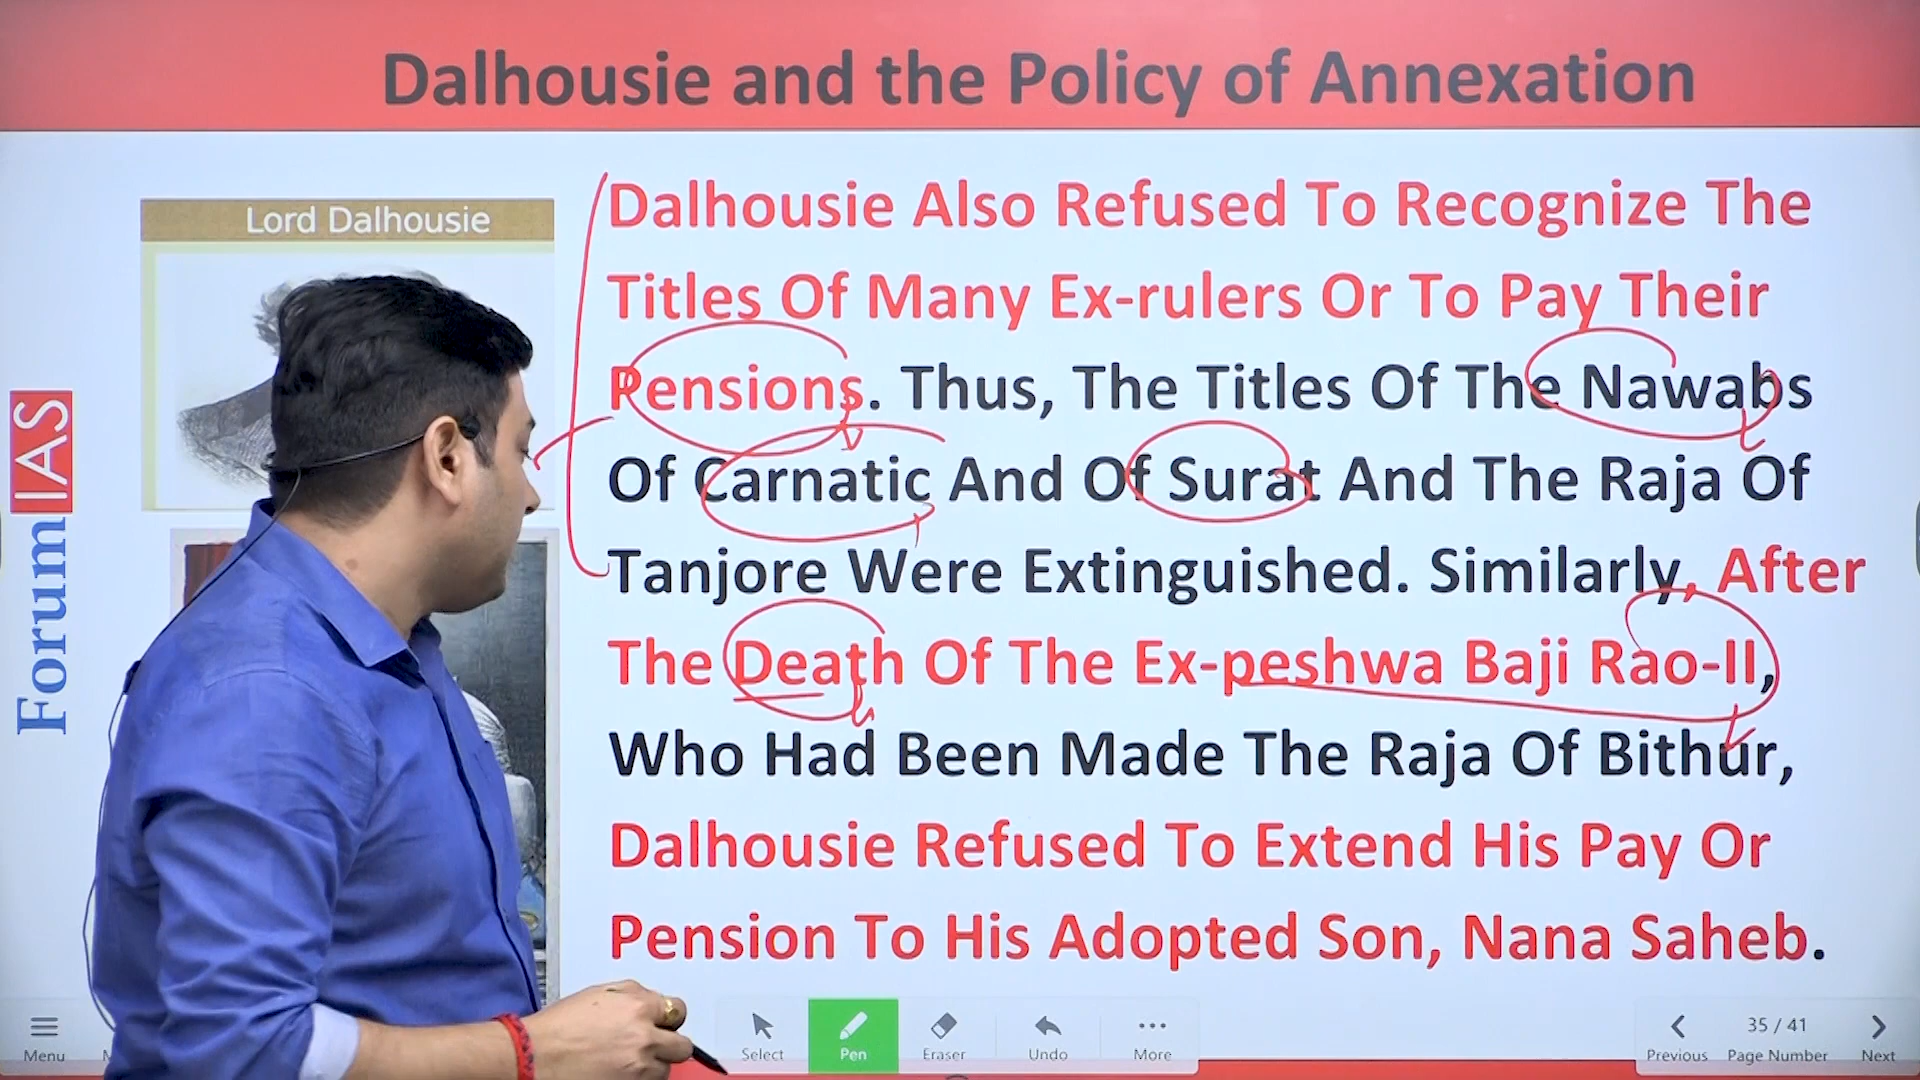 Dalhousie and the Policy of Annexation
Lord Dalhousie
Dalhousie Also Refused To Recognize The
Titles Of Many Ex-rulers Or To Pay Their
Pensions. Thus, The Titles Of The Nawabs
Of Carnatic And Of Surat And The Raja Of
Tanjore Were Extinguished. Similarly, After
The Death Of The Ex-peshwa Baji Rao-II,
Who Had Been Made The Raja Of Bithur,
Dalhousie Refused To Extend His Pay Or
Pension To His Adopted Son, Nana Saheb.
Forum IAS
Menu
Select
Pen
Eraser
Undo
More
Previous
35 / 41
Page Number
Next